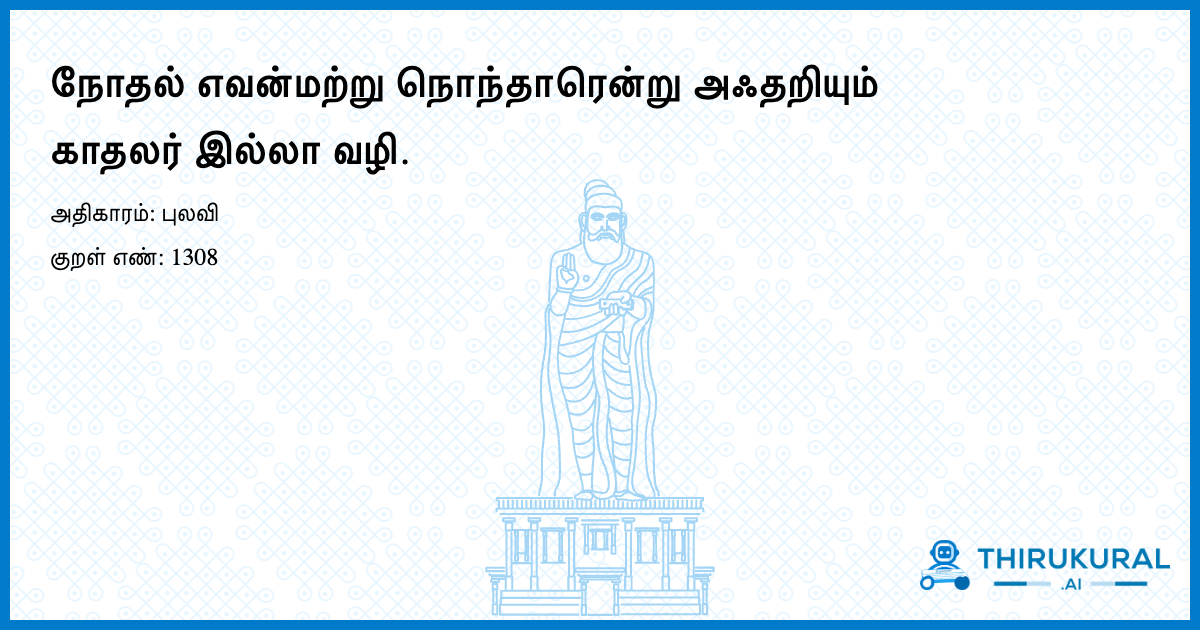 நோதல் எவன்மற்று நொந்தாரென்று அஃதறியும்
காதலர் இல்லா வழி.
அதிகாரம்: புலவி
குறள் எண்: 1308
THIRUKURAL
.AI